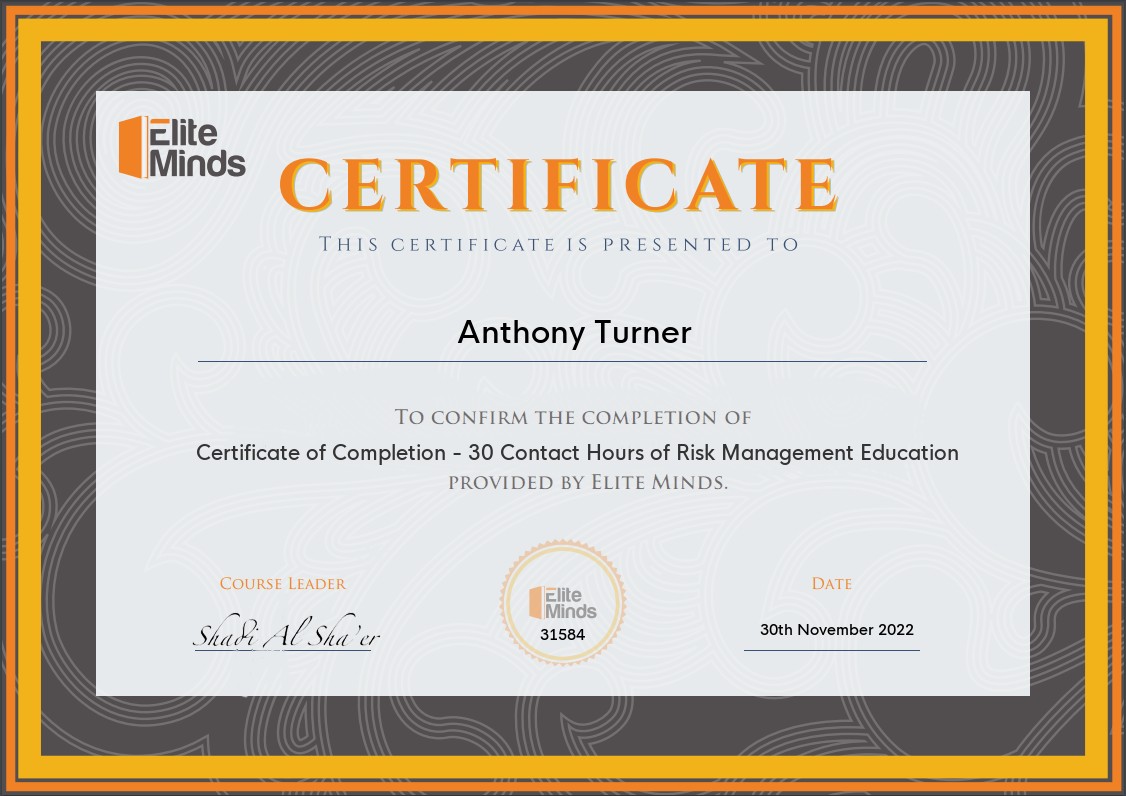 Elite
Minds
CERTIFICATE
THIS CERTIFICATE IS PRESENTED TO
Anthony Turner
TO CONFIRM THE COMPLETION OF
Certificate of Completion - 30 Contact Hours of Risk Management Education
PROVIDED BY ELITE MINDS.
COURSE LEADER
Shadi Al Sha'er
Elite
Minds
31584
DATE
30th November 2022